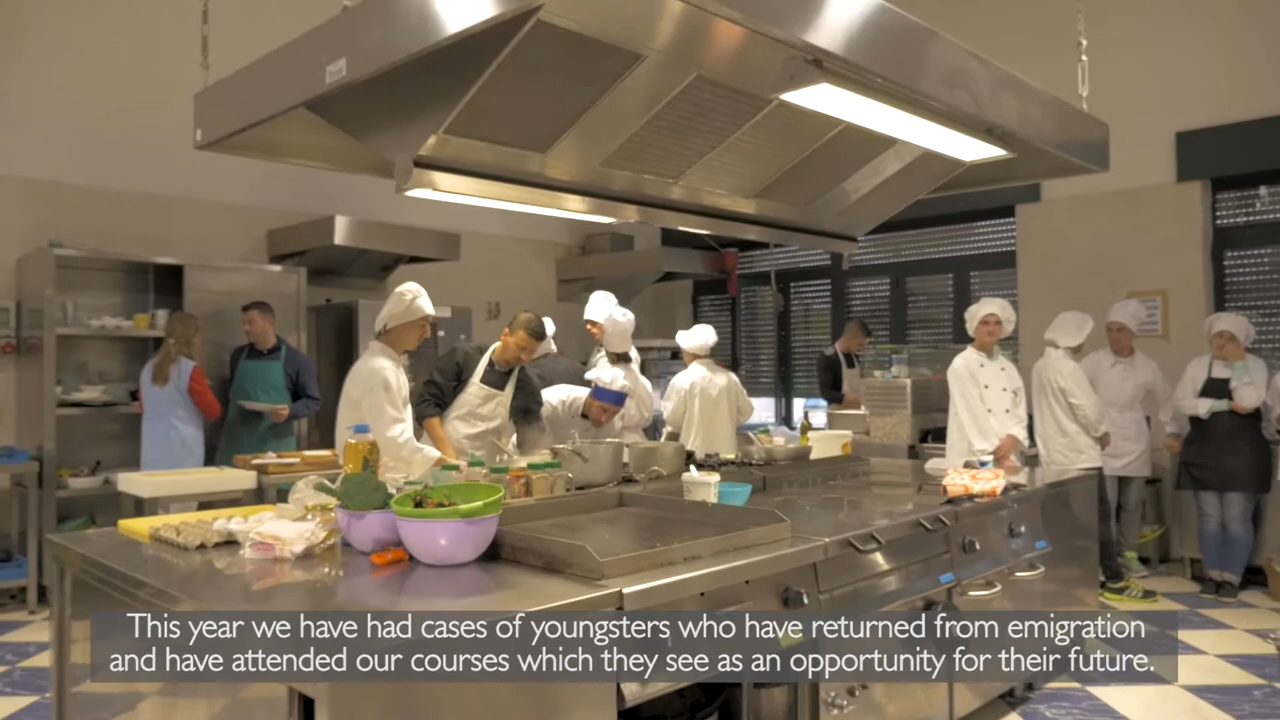 This year we have had cases of youngsters who have returned from emigration
and have attended our courses which they see as an opportunity for their future.